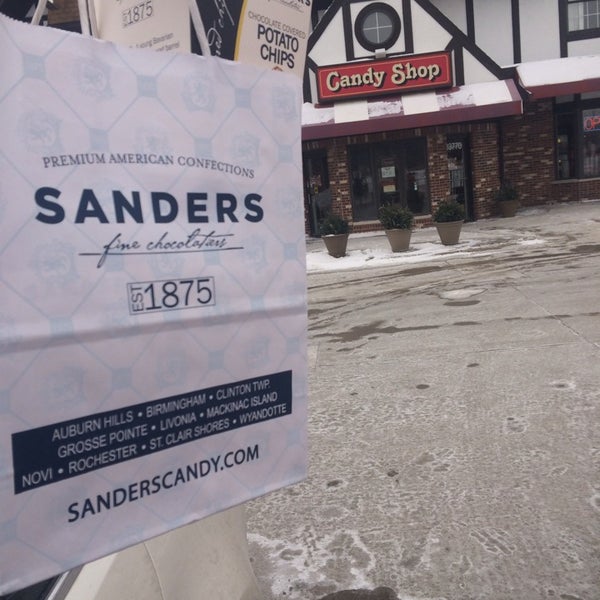 EST 1875
CHOCOLATE COVERED
POTATO
CHIPS
Candy Shop
PREMIUM AMERICAN CONFECTIONS
SANDERS
fine chocolatiers
EST 1875
AUBURN HILLS • BIRMINGHAM • CLINTON TWP.
GROSSE POINTE • LIVONIA • MACKINAC ISLAND
NOVI • ROCHESTER • ST. CLAIR SHORES • WYANDOTTE
SANDERSCANDY.COM